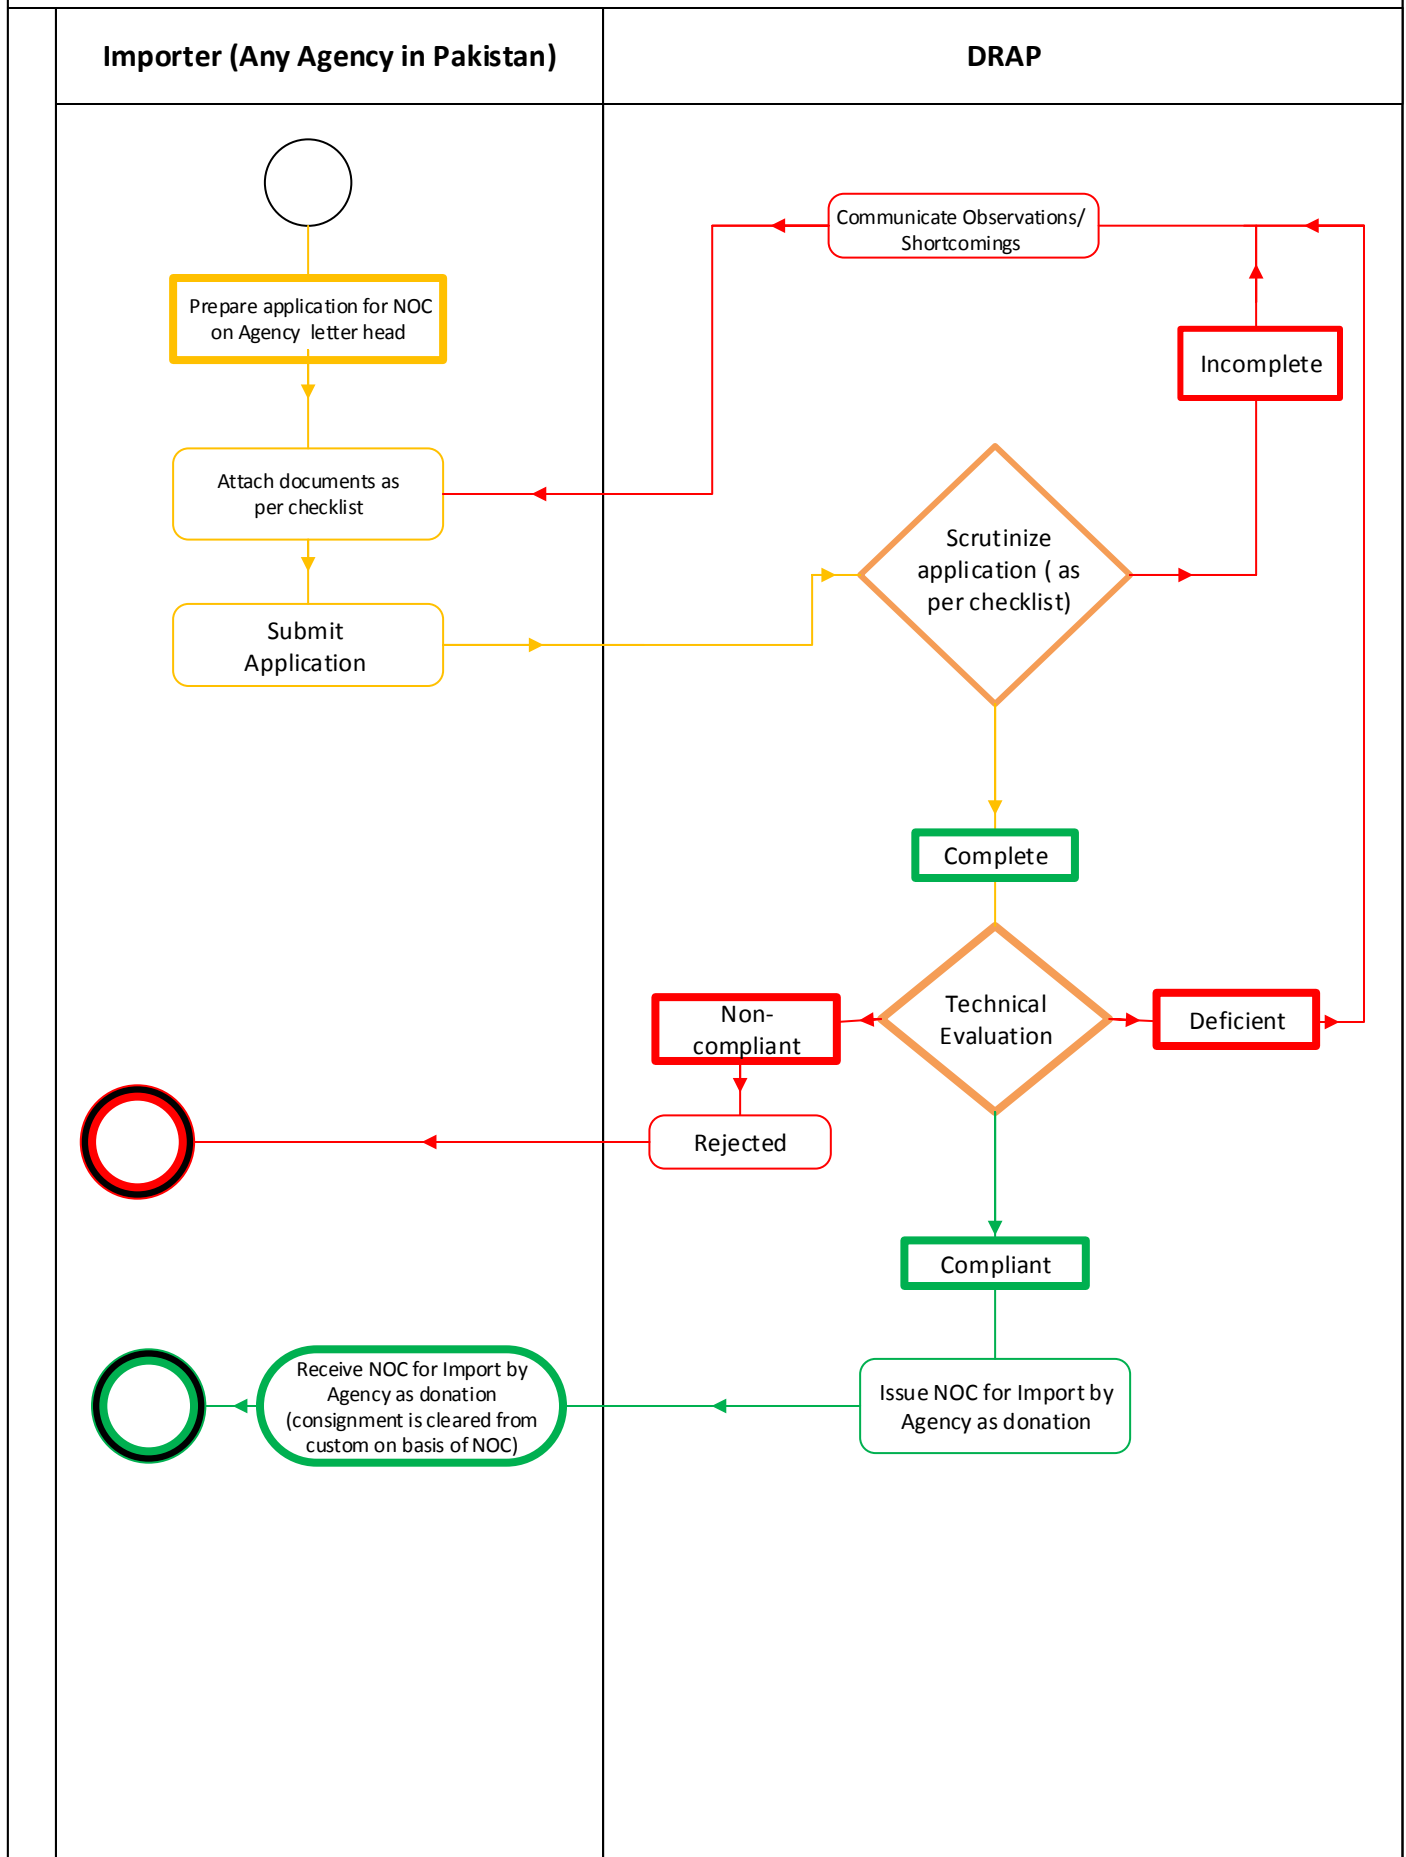 Importer (Any Agency in Pakistan)
DRAP
Communicate Observations/
Shortcomings
Prepare application for NOC
on Agency letter head
Incomplete
Attach documents as
per checklist
Scrutinize
application ( as
per checklist)
Submit
Application
Complete
Technical
Evaluation
Non-
compliant
Deficient
Rejected
Compliant
Receive NOC for Import by
Agency as donation
(consignment is cleared from
custom on basis of NOC)
Issue NOC for Import by
Agency as donation